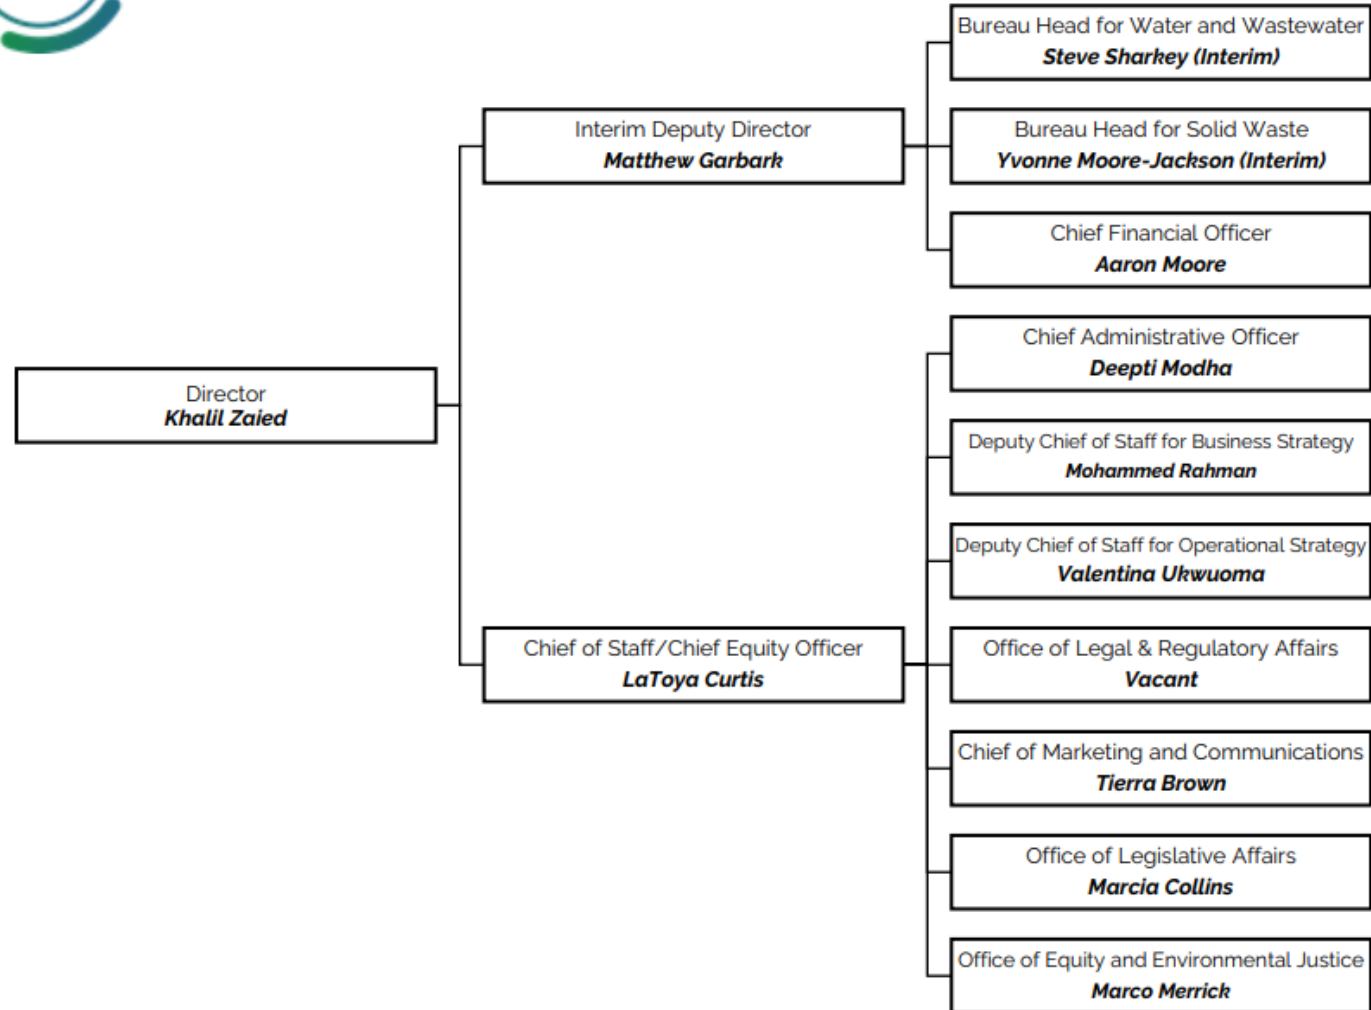 Bureau Head for Water and Wastewater
Steve Sharkey (Interim)
Interim Deputy Director
Matthew Garbark
Bureau Head for Solid Waste
Yvonne Moore-Jackson (Interim)
Chief Financial Officer
Aaron Moore
Director
Khalil Zaied
Chief Administrative Officer
Deepti Modha
Deputy Chief of Staff for Business Strategy
Mohammed Rahman
Deputy Chief of Staff for Operational Strategy
Valentina Ukwuoma
Chief of Staff/Chief Equity Officer
LaToya Curtis
Office of Legal & Regulatory Affairs
Vacant
Chief of Marketing and Communications
Tierra Brown
Office of Legislative Affairs
Marcia Collins
Office of Equity and Environmental Justice
Marco Merrick